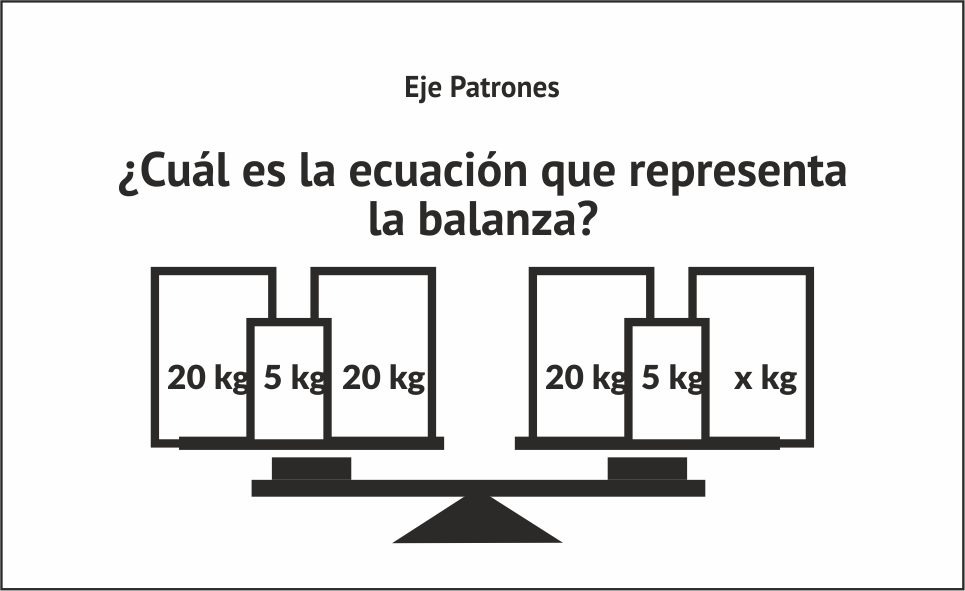 Eje Patrones
¿Cuál es la ecuación que representa
la balanza?
20 kg 5 kg 20 kg 20 kg 5 kg x kg